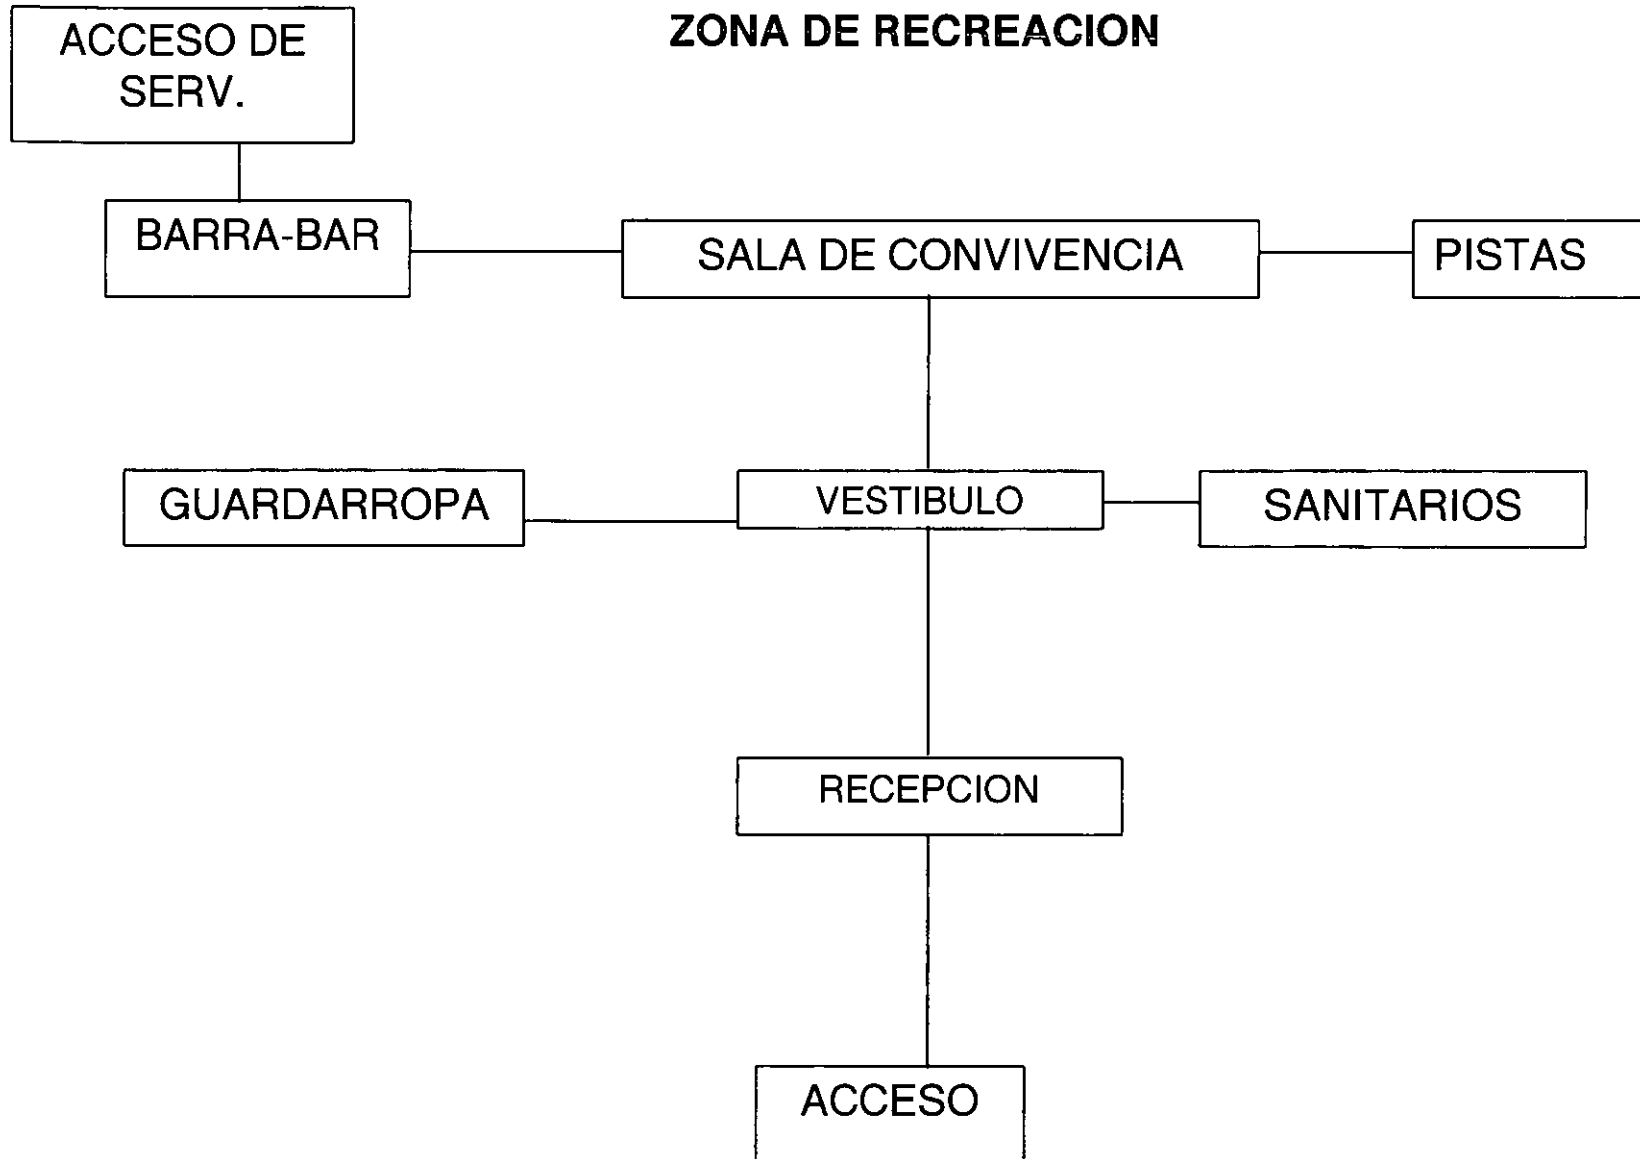 ZONA DE RECREACION
ACCESO DE
SERV.
BARRA-BAR
SALA DE CONVIVENCIA
PISTAS
GUARDARROPA
VESTIBULO
SANITARIOS
RECEPCION
ACCESO